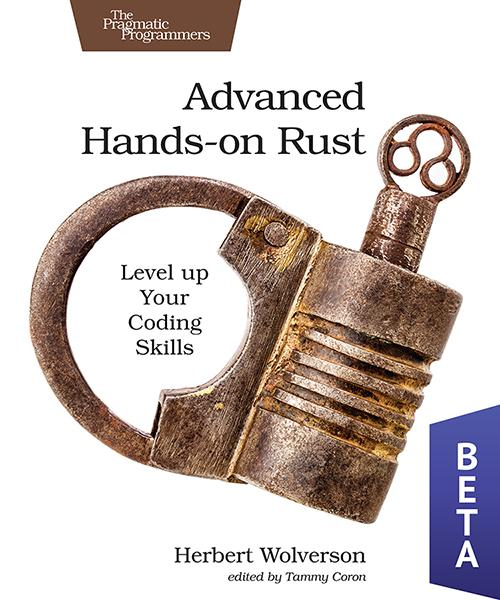 The
Pragmatic
Programmers
Advanced
Hands-on Rust
Level up
Your
Coding
Skills
BETA
Herbert Wolverson
edited by Tammy Coron